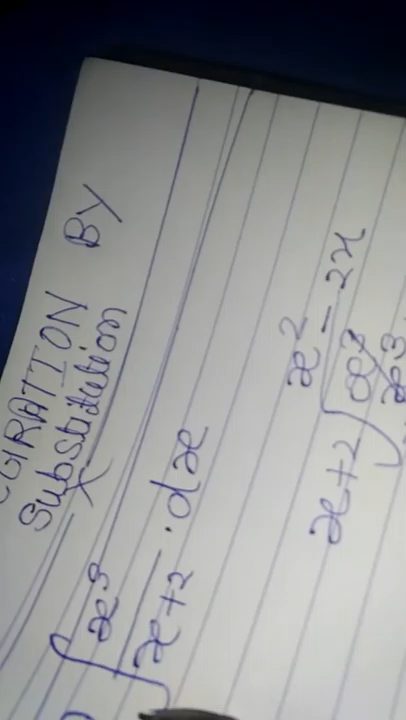 GRATION BY
Substitution
∫ x³/x+2 · dx
x² - 2x
x+2 ) x³
x³